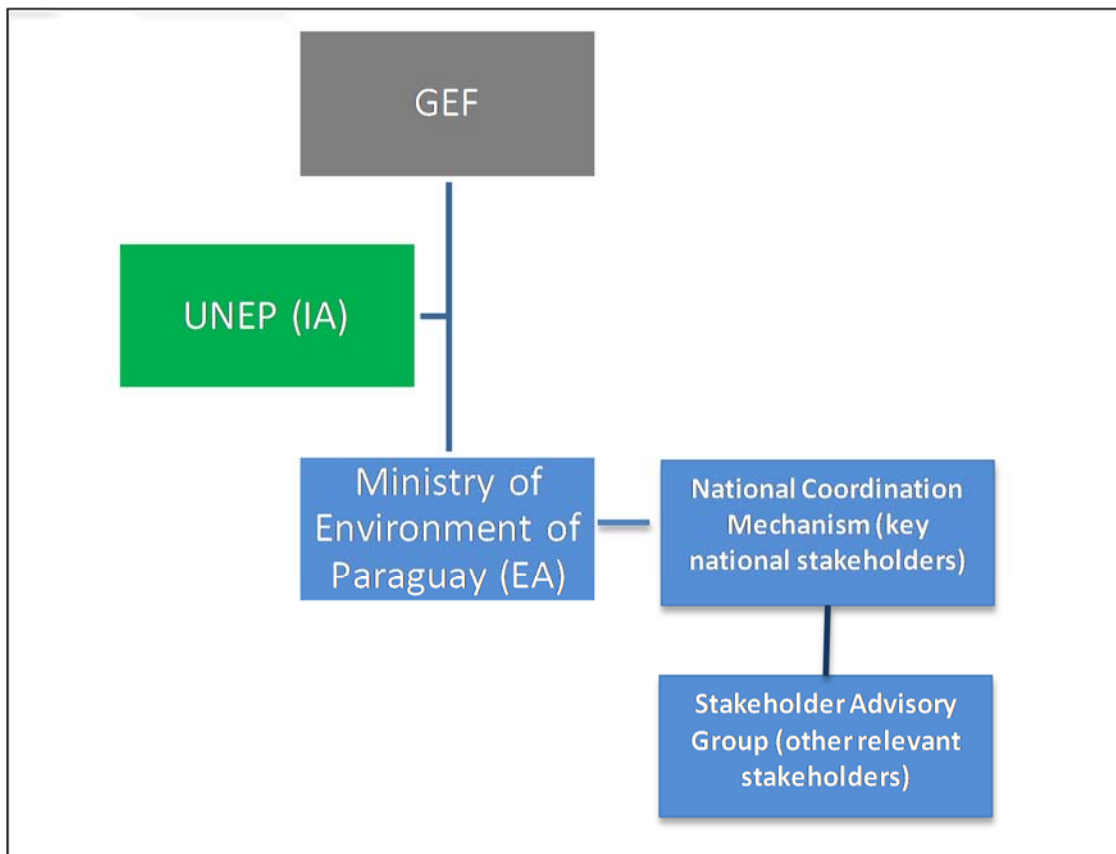 GEF
UNEP (IA)
Ministry of
Environment of
Paraguay (EA)
National Coordination
Mechanism (key
national stakeholders)
Stakeholder Advisory
Group (other relevant
stakeholders)